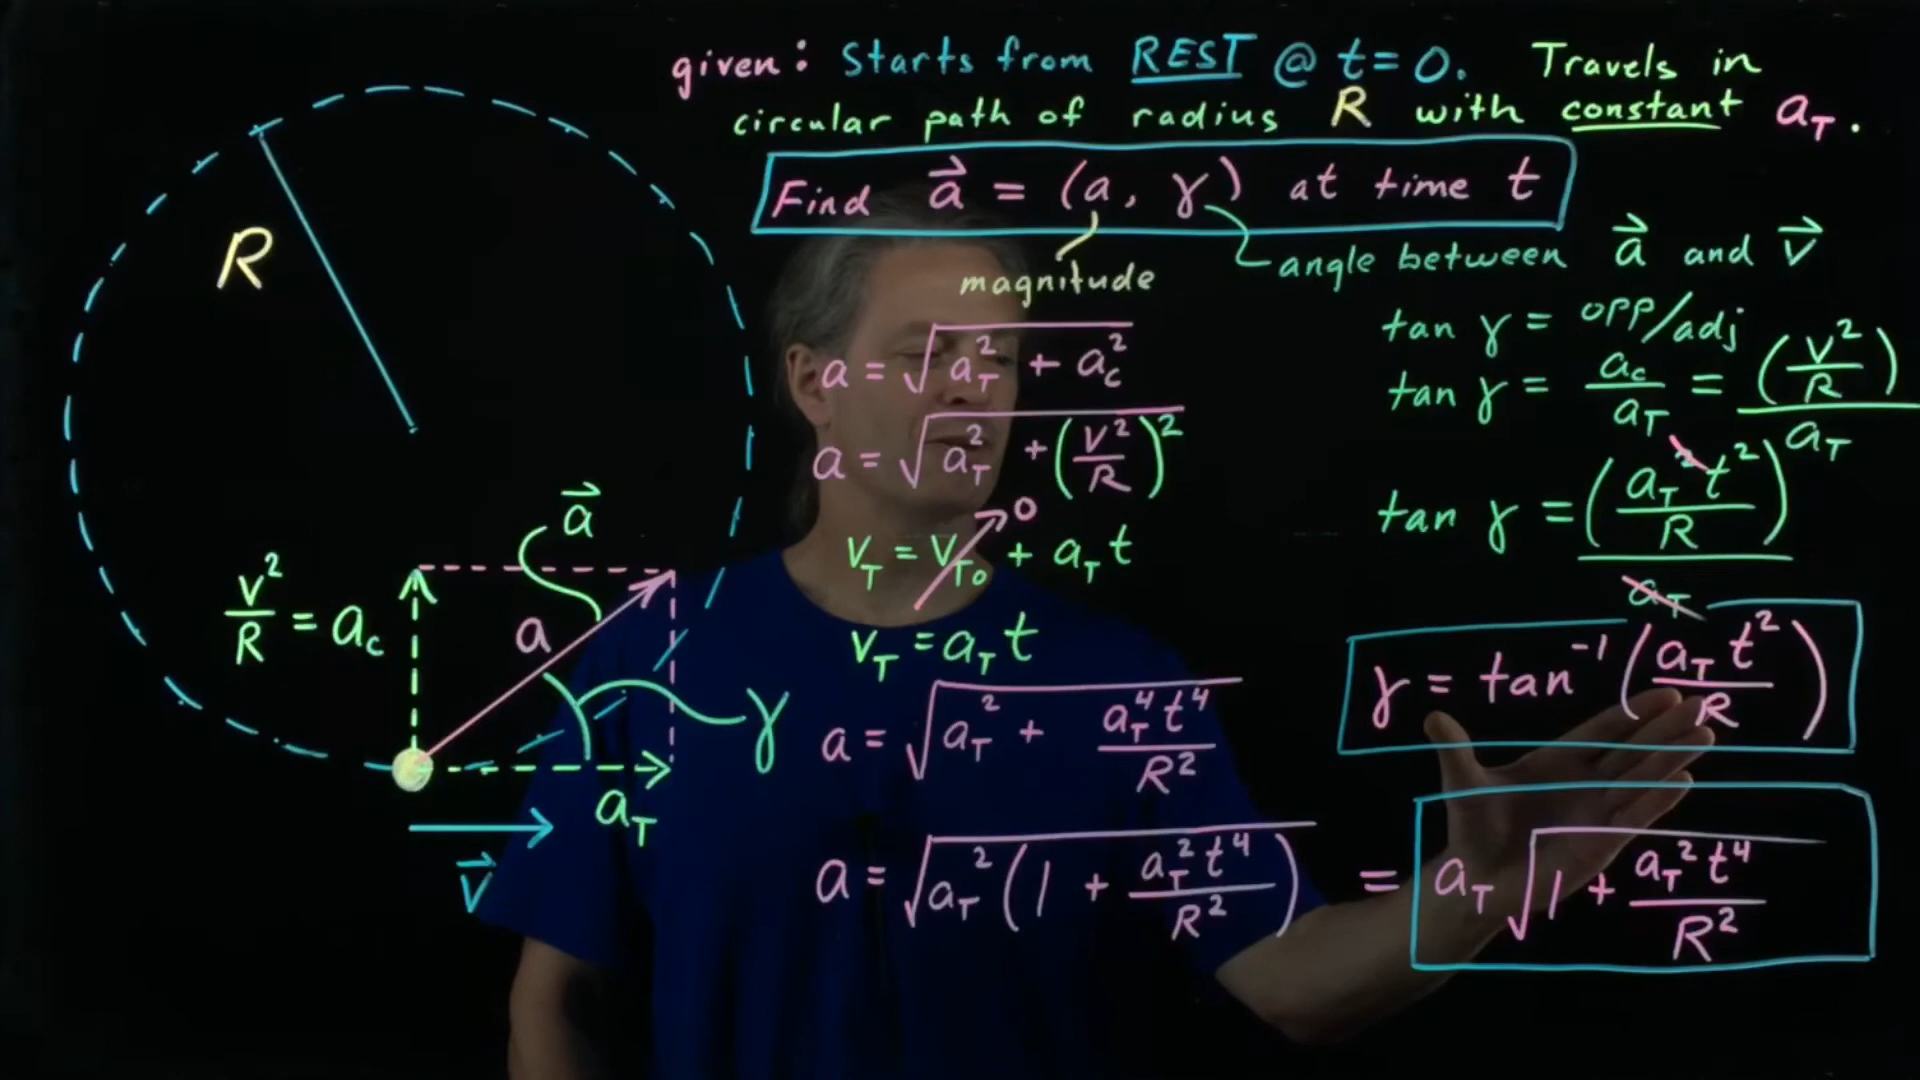 given: Starts from REST @ t=0. Travels in
circular path of radius R with constant a_T.
Find a⃗ = (a, γ) at time t
magnitude
angle between a⃗ and v⃗
R
a = √(a_T² + a_c²)
a = √(a_T² + (v²/R)²)
v_T = v_T0 + a_T t
0
v_T = a_T t
a = √(a_T² + a_T⁴t⁴/R²)
a = √(a_T²(1 + a_T²t⁴/R²)) = a_T √(1 + a_T²t⁴/R²)
tan γ = opp/adj
tan γ = a_c/a_T = (v²/R)/a_T
tan γ = (a_T²t²/R)/a_T
γ = tan⁻¹(a_T t²/R)
a⃗
v²/R = a_c
a
γ
a_T
v⃗